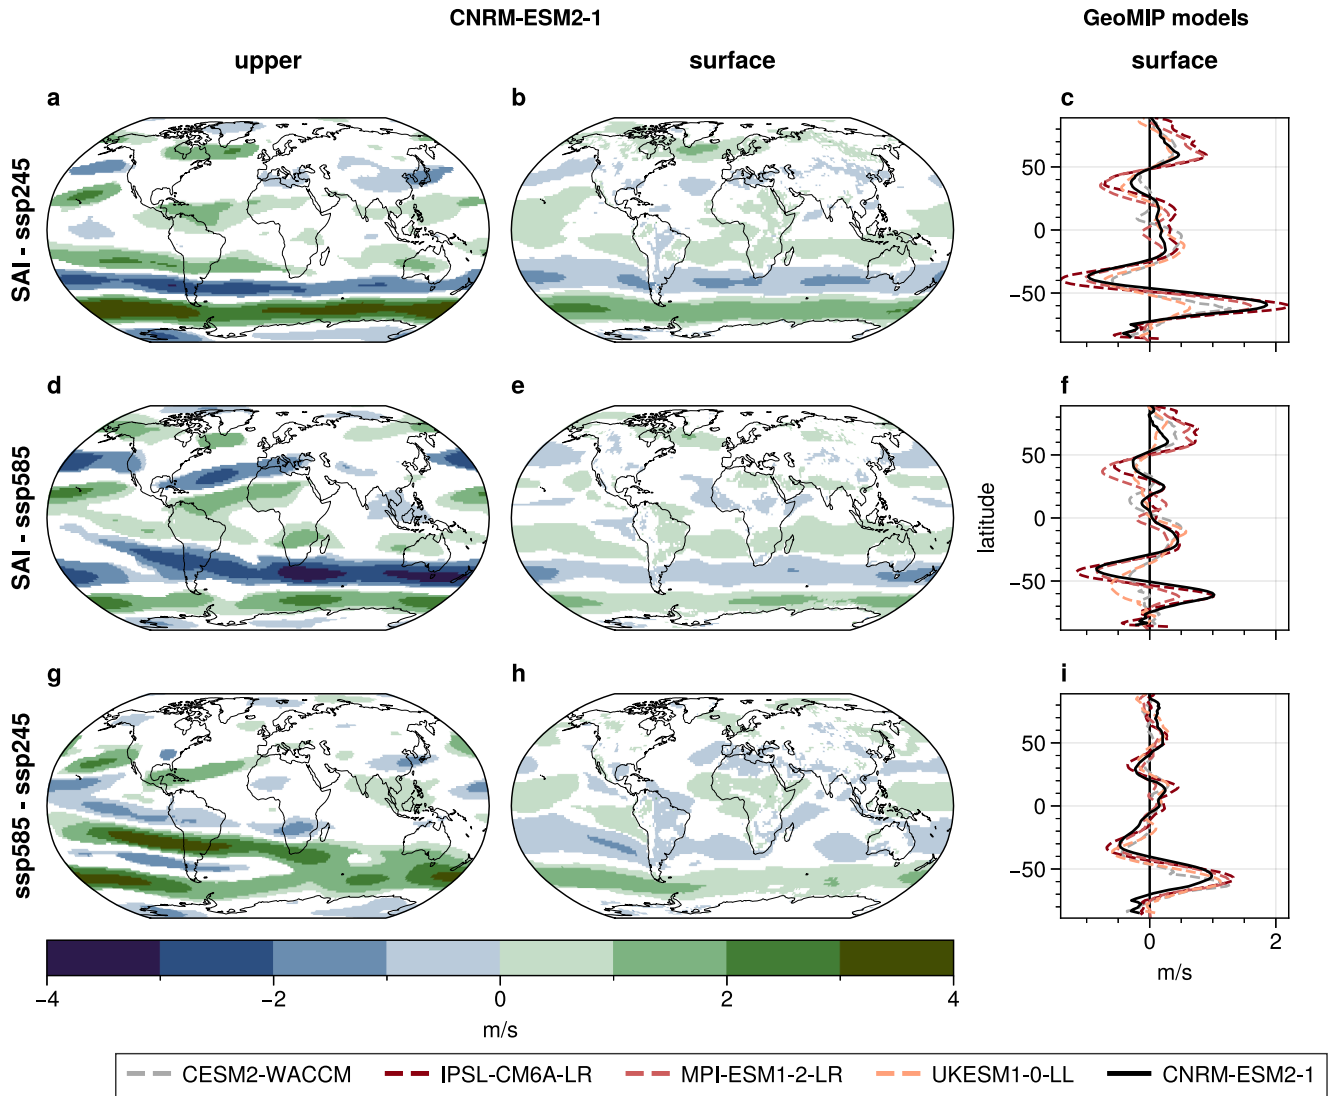 CNRM-ESM2-1
GeoMIP models
upper
surface
surface
a
b
c
SAI - ssp245
50
0
−50
d
e
f
SAI - ssp585
50
0
−50
latitude
g
h
i
ssp585 - ssp245
50
0
−50
0
2
m/s
−4
−2
0
2
4
m/s
CESM2-WACCM
IPSL-CM6A-LR
MPI-ESM1-2-LR
UKESM1-0-LL
CNRM-ESM2-1